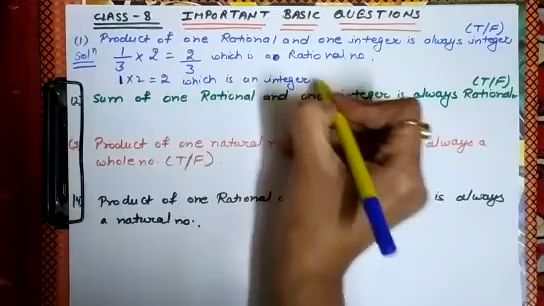 CLASS-8 IMPORTANT BASIC QUESTIONS
(T/F)
(1) Product of one Rational and one integer is always integer
Solⁿ 1/3 × 2 = 2/3 which is a Rational no.
1×2 = 2 which is an integer
(T/F)
(2) Sum of one Rational and one integer is always Rational
(3) Product of one natural always a
whole no. (T/F).
(4) Product of one Rational is always
a natural no.